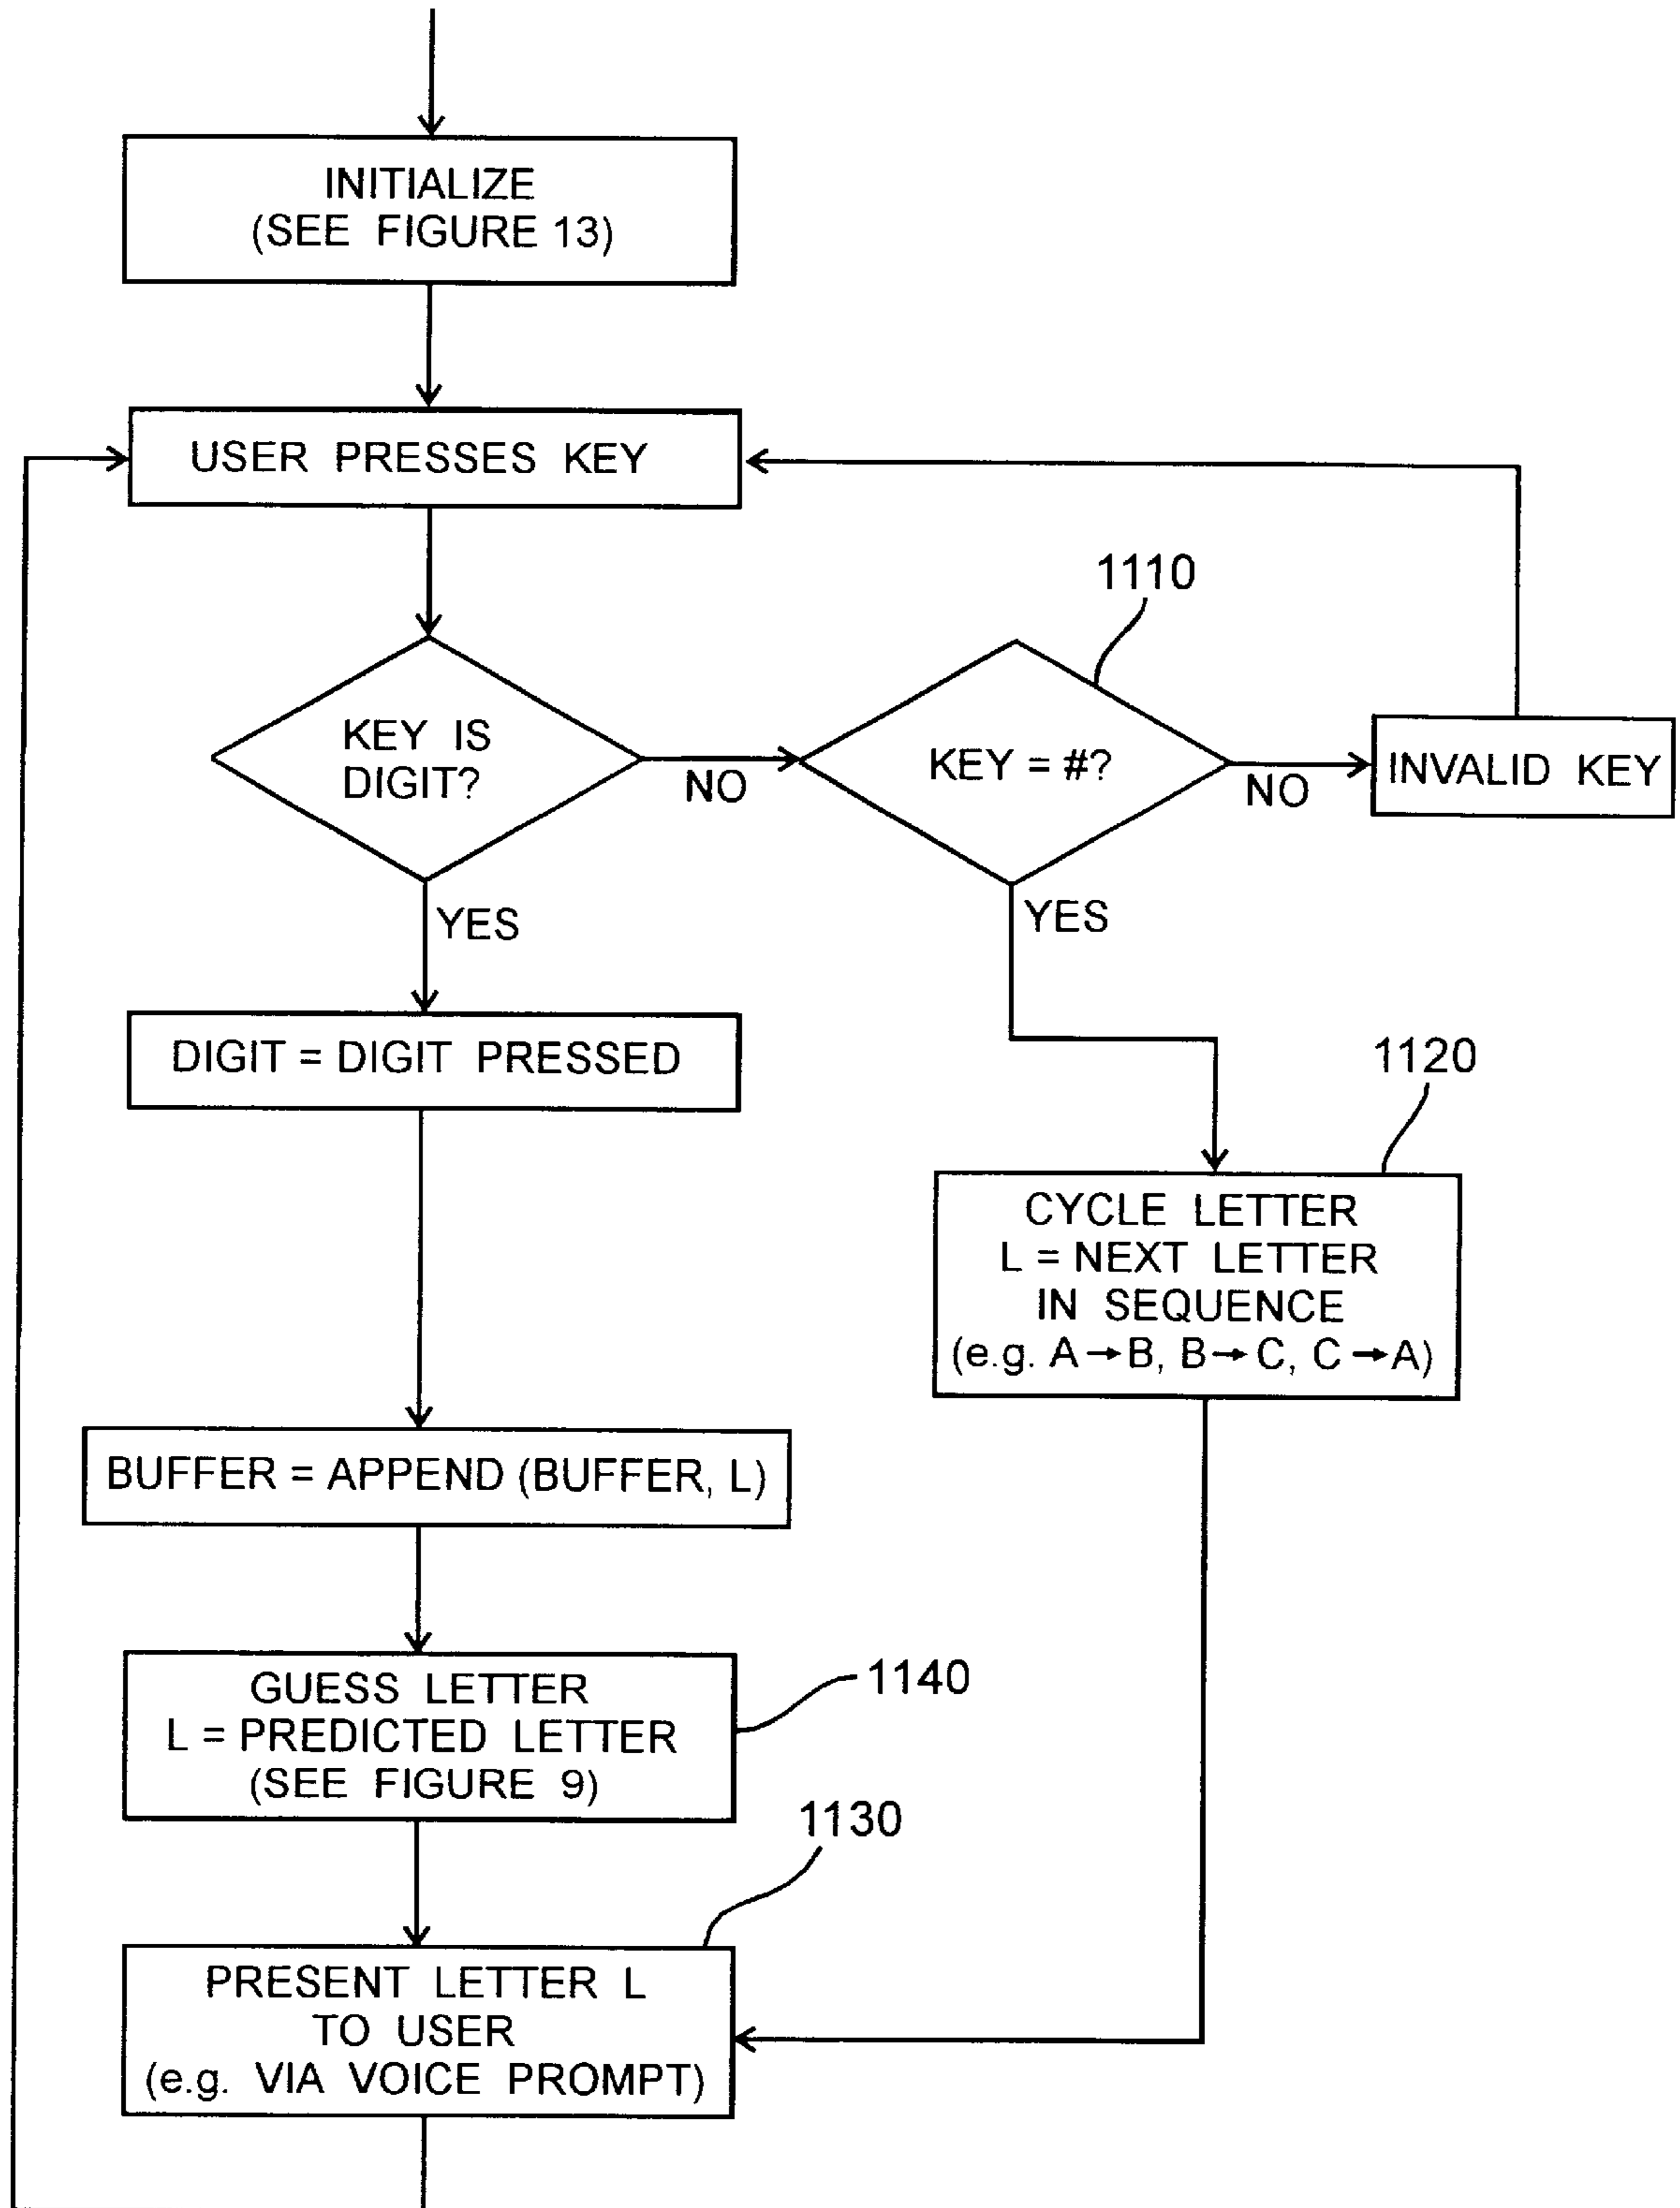 INITIALIZE
(SEE FIGURE 13)
USER PRESSES KEY
1110
KEY IS
DIGIT?
NO
KEY = #?
NO
INVALID KEY
YES
YES
DIGIT = DIGIT PRESSED
1120
CYCLE LETTER
L = NEXT LETTER
IN SEQUENCE
(e.g. A→B, B→C, C→A)
BUFFER = APPEND (BUFFER, L)
GUESS LETTER
L = PREDICTED LETTER
(SEE FIGURE 9)
1140
1130
PRESENT LETTER L
TO USER
(e.g. VIA VOICE PROMPT)